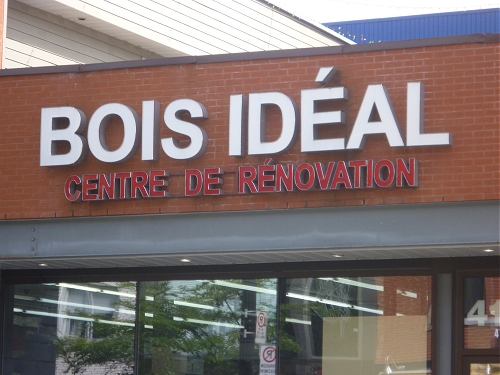 BOIS IDÉAL
CENTRE DE RÉNOVATION